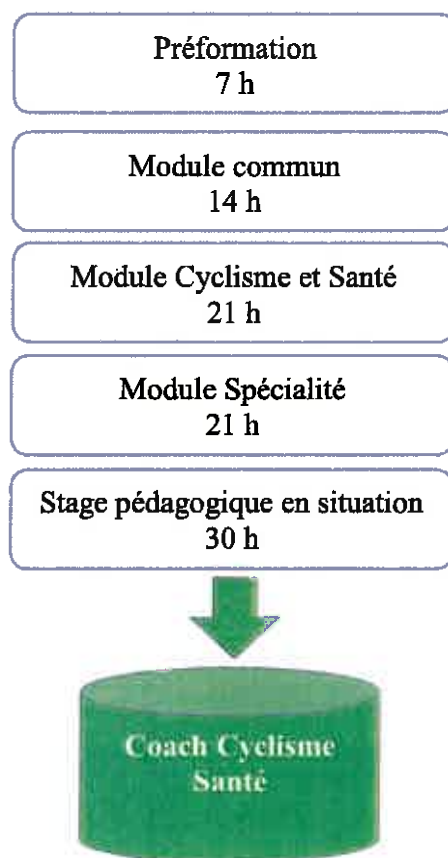 Préformation
7 h
Module commun
14 h
Module Cyclisme et Santé
21 h
Module Spécialité
21 h
Stage pédagogique en situation
30 h
Coach Cyclisme
Santé